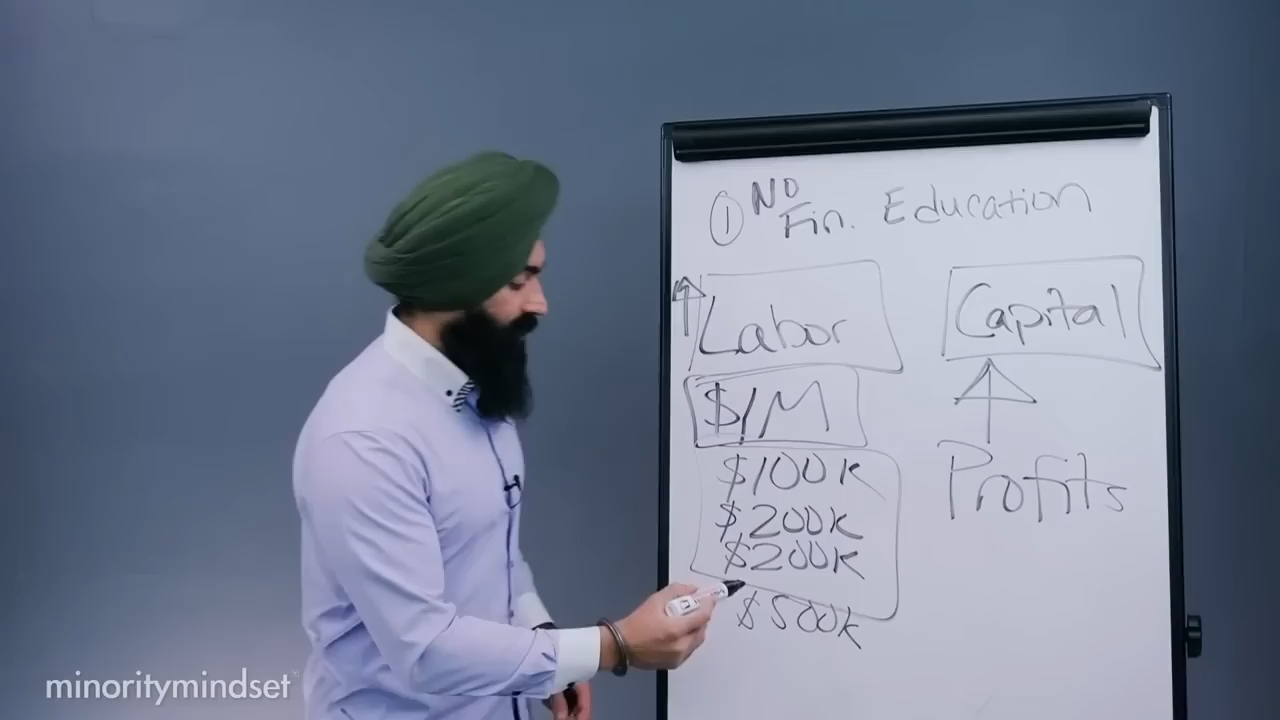 ① NO
Fin. Education
Labor
Capital
$1M
$100K
$200K
$200K
$500K
Profits
minoritymindset